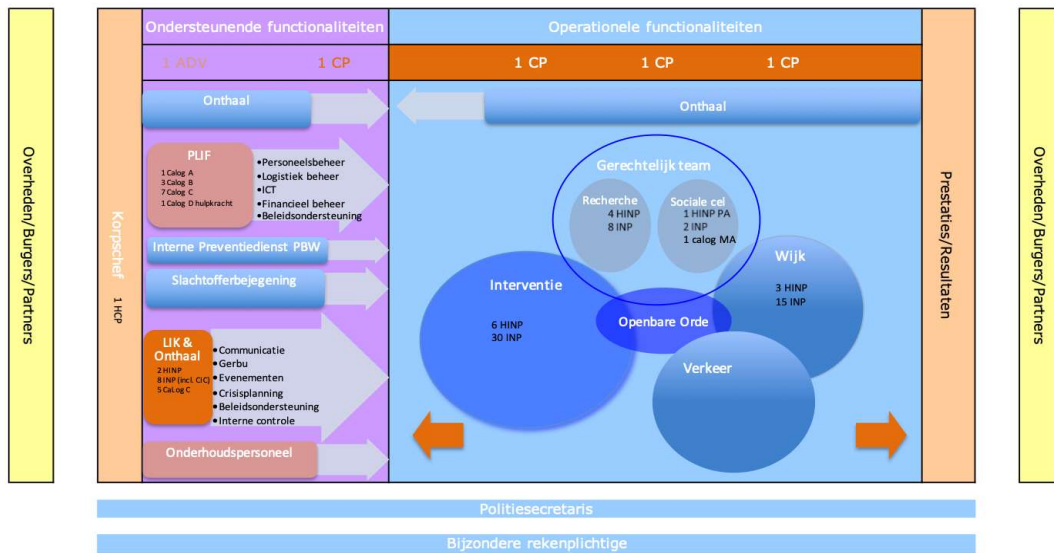 Overheden/Burgers/Partners
Korpschef
1 HCP
Ondersteunende functionaliteiten
1 ADV
1 CP
Onthaal
PLIF
1 Calog A
3 Calog B
7 Calog C
1 Calog D hulpkracht
•Personeelsbeheer
•Logistiek beheer
•ICT
•Financieel beheer
•Beleidsondersteuning
Interne Preventiedienst PBW
Slachtofferbejegening
LIK &
Onthaal
2 HINP
8 INP (incl. CIC)
5 CaLog C
•Communicatie
•Gerbu
•Evenementen
•Crisisplanning
•Beleidsondersteuning
•Interne controle
Onderhoudspersoneel
Operationele functionaliteiten
1 CP
1 CP
1 CP
Onthaal
Gerechtelijk team
Recherche
4 HINP
8 INP
Sociale cel
1 HINP PA
2 INP
1 calog MA
Interventie
6 HINP
30 INP
Openbare Orde
Wijk
3 HINP
15 INP
Verkeer
Prestaties/Resultaten
Overheden/Burgers/Partners
Politiesecretaris
Bijzondere rekenplichtige